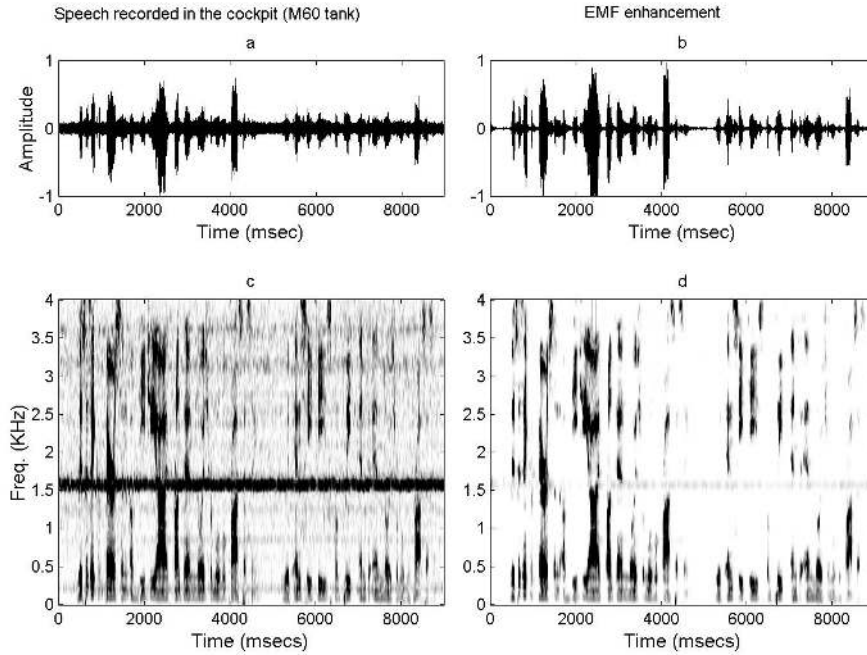 Speech recorded in the cockpit (M60 tank)
EMF enhancement
a
b
Amplitude
1
0
-1
0 2000 4000 6000 8000
Time (msec)
1
0
-1
0 2000 4000 6000 8000
Time (msec)
c
d
Freq. (KHz)
4
3.5
3
2.5
2
1.5
1
0.5
0
0 2000 4000 6000 8000
Time (msecs)
4
3.5
3
2.5
2
1.5
1
0.5
0
0 2000 4000 6000 8000
Time (msecs)